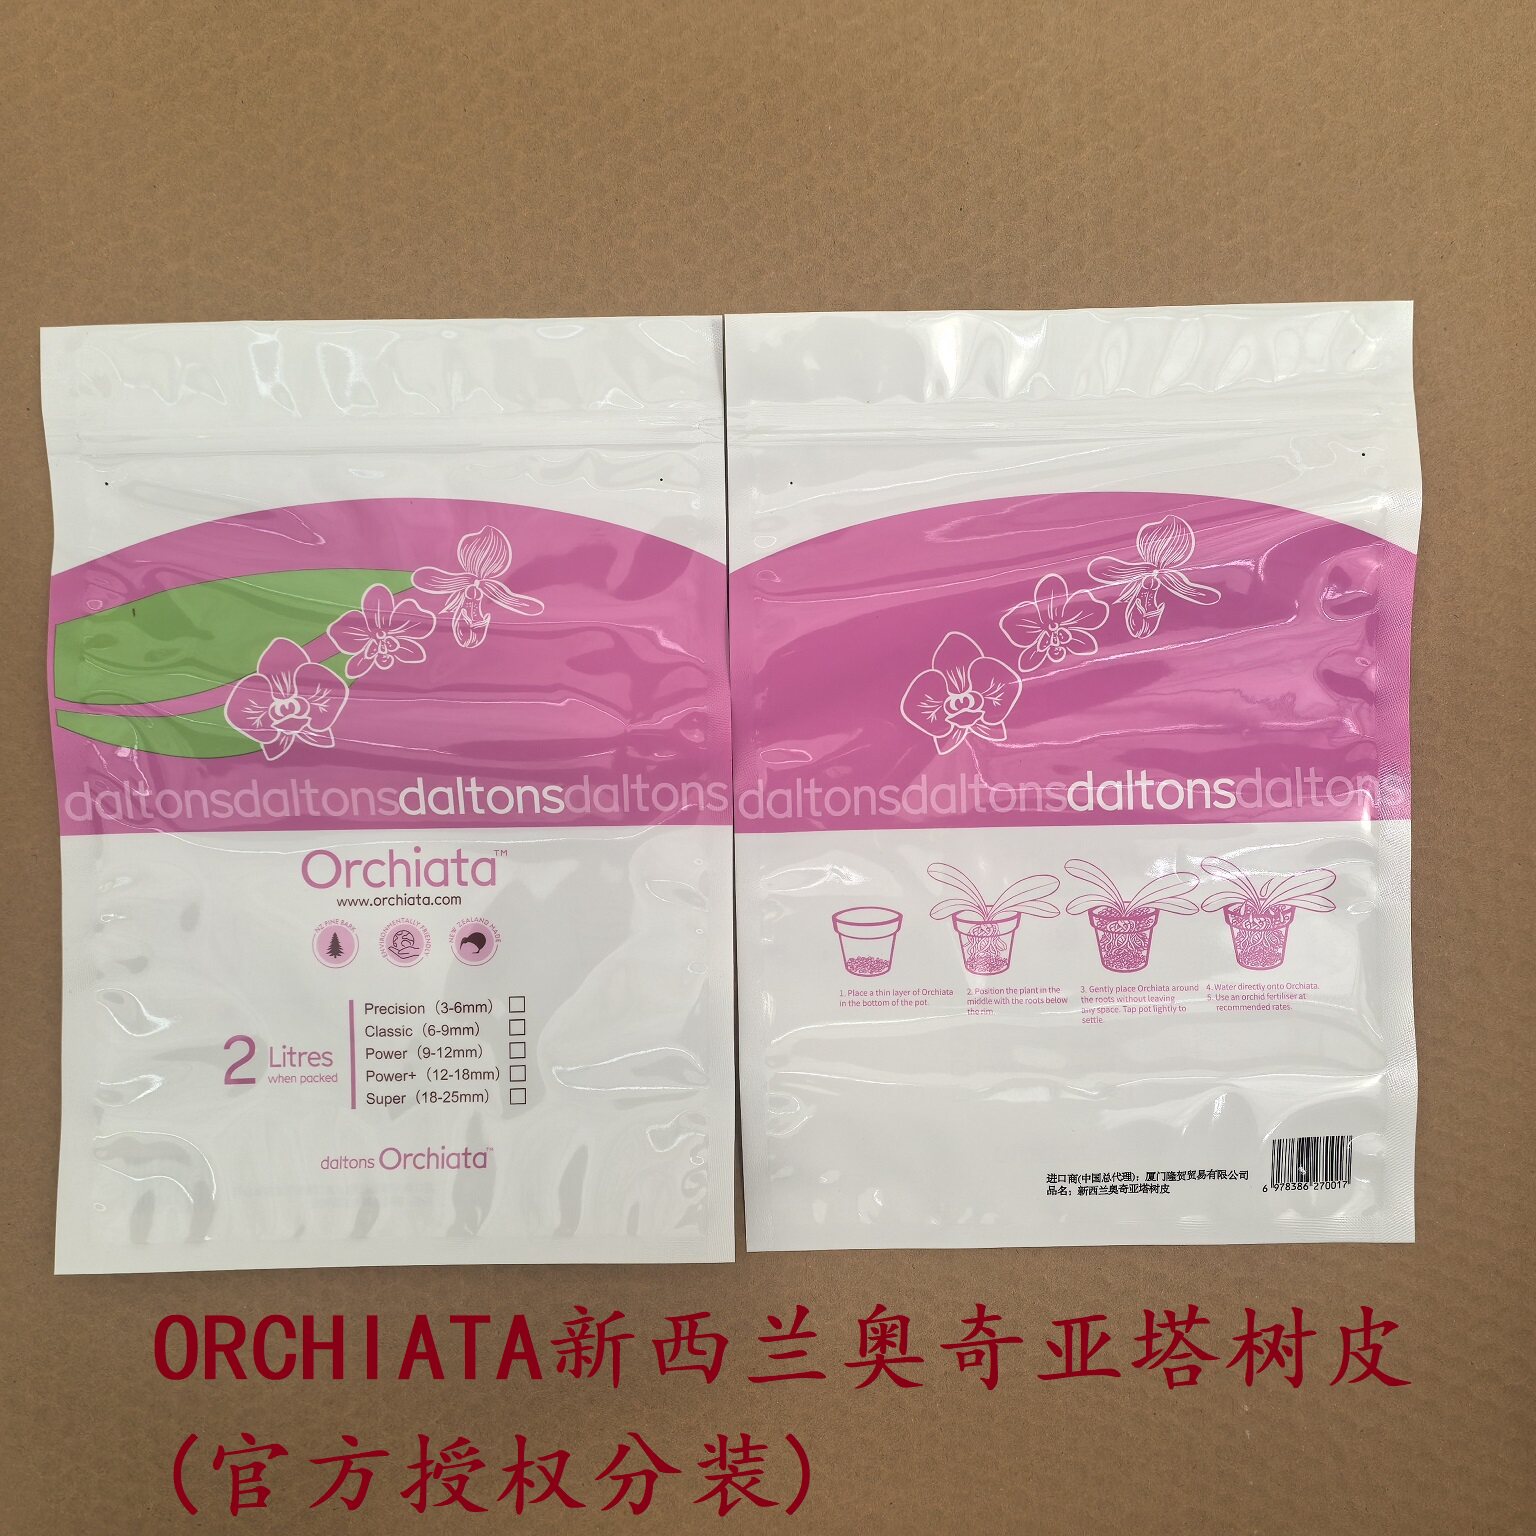 daltonsdaltonsdaltonsdaltons
Orchiata™
www.orchiata.com
NZ PINE BARK
ENVIRONMENTALLY FRIENDLY
NEW ZEALAND MADE
2 Litres
when packed
Precision（3-6mm）
Classic（6-9mm）
Power（9-12mm）
Power+（12-18mm）
Super（18-25mm）
daltons Orchiata™
daltonsdaltonsdaltonsdaltons
1. Place a thin layer of Orchiata
in the bottom of the pot.
2. Position the plant in the
middle with the roots below
the rim.
3. Gently place Orchiata around
the roots without leaving
any space. Tap pot lightly to
settle.
4. Water directly onto Orchiata.
5. Use an orchid fertiliser at
recommended rates.
进口商(中国总代理)：厦门隆贺贸易有限公司
品名：新西兰奥奇亚塔树皮
6 978386 270017
ORCHIATA新西兰奥奇亚塔树皮
(官方授权分装)